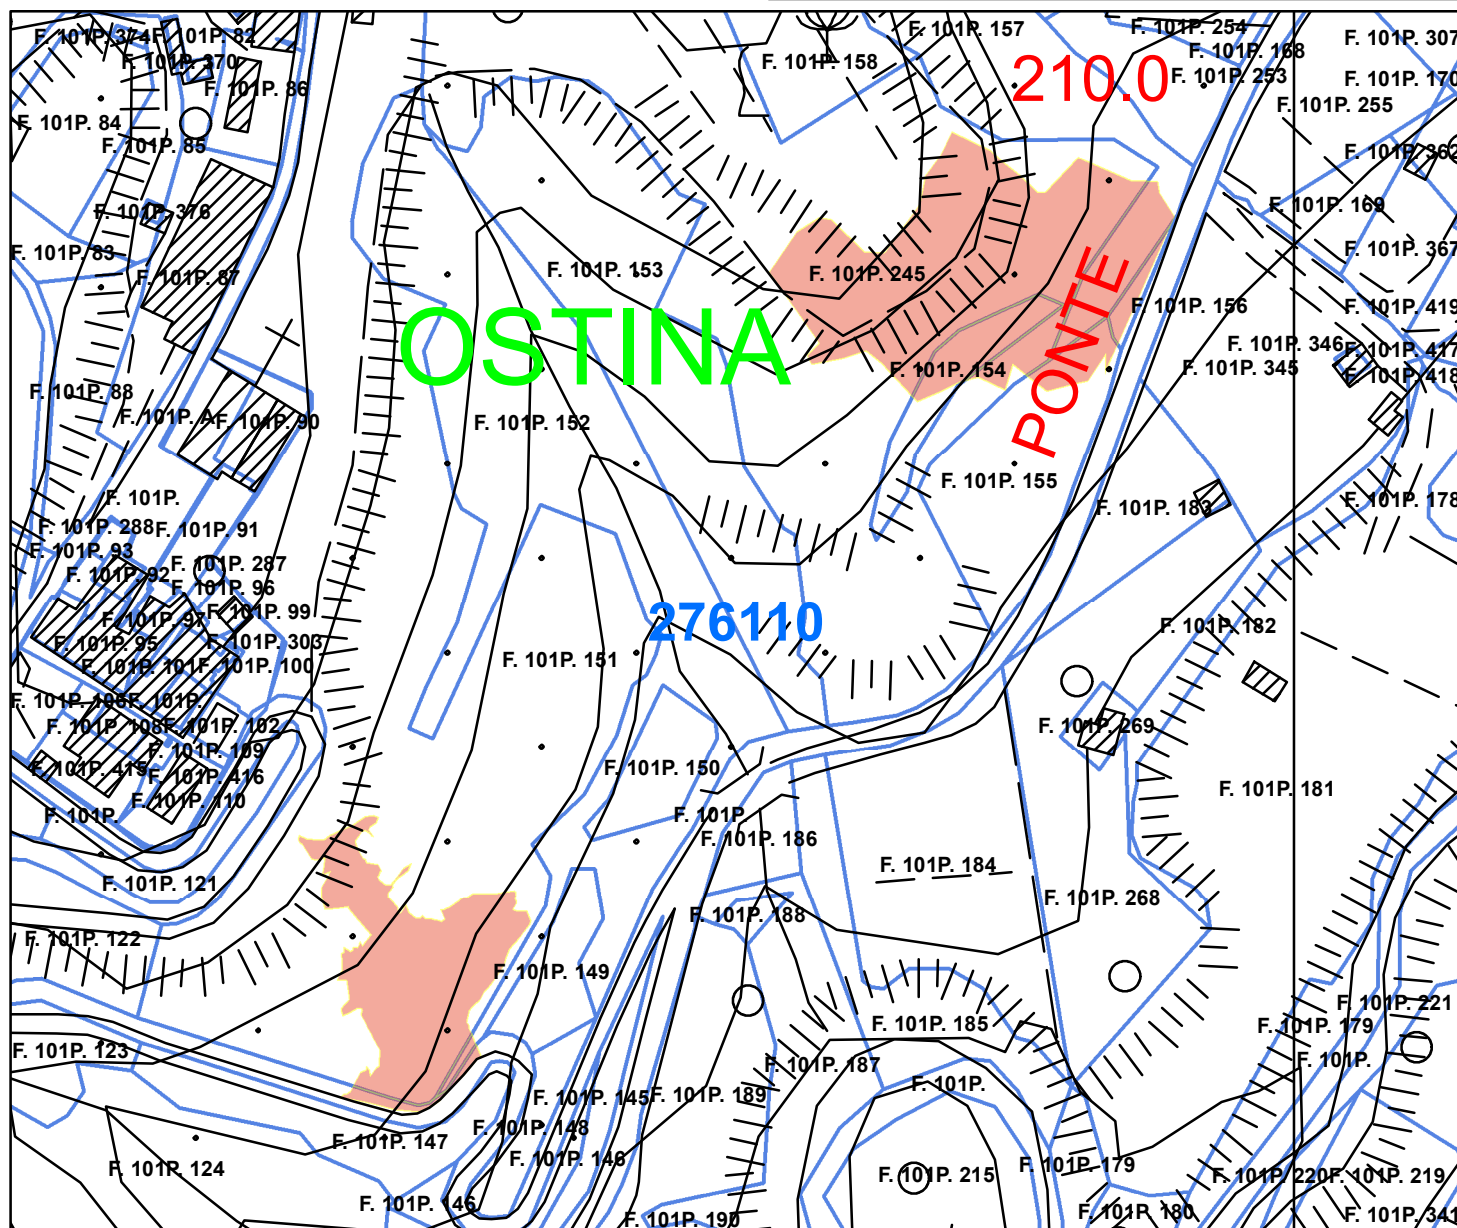 F. 101P. 374 F. 101P. 82
F. 101P. 157
F. 101P. 254
F. 101P. 307
F. 101P. 370
F. 101P. 158
F. 101P. 168
210.0
F. 101P. 253
F. 101P. 170
F. 101P. 86
F. 101P. 255
F. 101P. 84
F. 101P. 85
F. 101P. 362
F. 101P. 376
F. 101P. 169
F. 101P. 83
F. 101P. 367
F. 101P. 87
F. 101P. 153
F. 101P. 245
PONTE
F. 101P. 156
F. 101P. 419
OSTINA
F. 101P. 346
F. 101P. 417
F. 101P. 154
F. 101P. 345
F. 101P. 418
F. 101P. 88
F. 101P. A
F. 101P. 90
F. 101P. 152
F. 101P. 155
F. 101P.
F. 101P. 183
F. 101P. 178
F. 101P. 288
F. 101P. 91
F. 101P. 93
F. 101P. 287
F. 101P. 92
F. 101P. 96
F. 101P. 99
F. 101P. 97
276110
F. 101P. 182
F. 101P. 95
F. 101P. 303
F. 101P. 151
F. 101P. 101
F. 101P. 100
F. 101P. 106
F. 101P.
F. 101P. 108
F. 101P. 102
F. 101P. 269
F. 101P. 109
F. 101P. 415
F. 101P. 416
F. 101P. 150
F. 101P. 181
F. 101P. 110
F. 101P.
F. 101P.
F. 101P. 186
F. 101P. 184
F. 101P. 121
F. 101P. 268
F. 101P. 188
F. 101P. 122
F. 101P. 149
F. 101P. 221
F. 101P. 185
F. 101P. 179
F. 101P. 123
F. 101P. 187
F. 101P.
F. 101P.
F. 101P. 145
F. 101P. 189
F. 101P. 148
F. 101P. 147
F. 101P. 146
F. 101P. 124
F. 101P. 179
F. 101P. 215
F. 101P. 220
F. 101P. 219
F. 101P. 146
F. 101P. 190
F. 101P. 180
F. 101P. 341